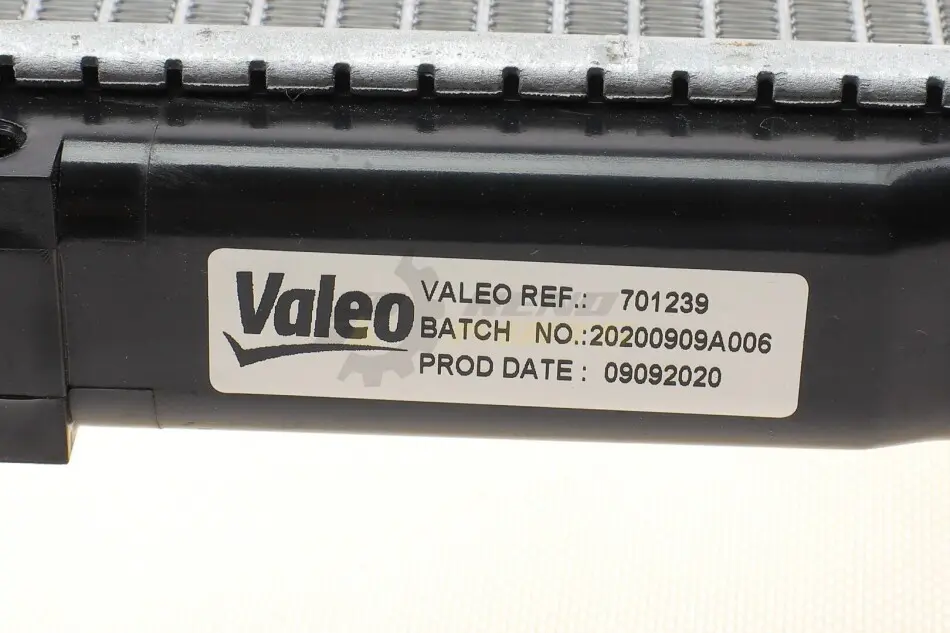 Valeo
VALEO REF.: 701239
BATCH NO.:20200909A006
PROD DATE : 09092020